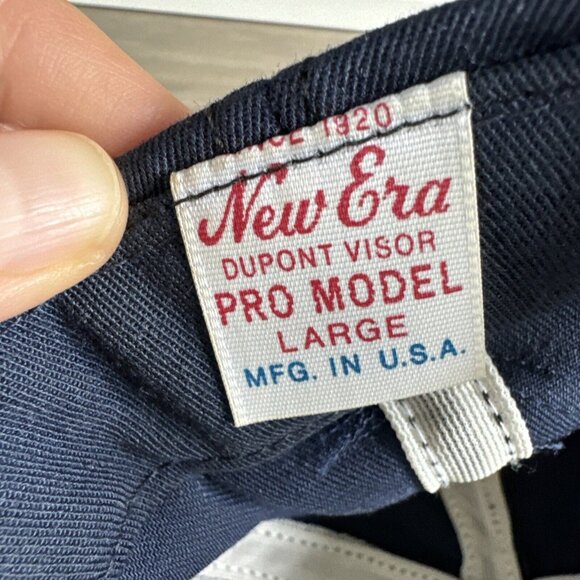 1920
New Era
DUPONT VISOR
PRO MODEL
LARGE
MFG. IN U.S.A.